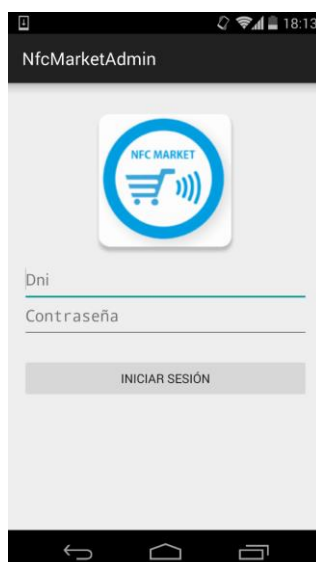 18:13
NfcMarketAdmin
NFC MARKET
Dni
Contraseña
INICIAR SESIÓN